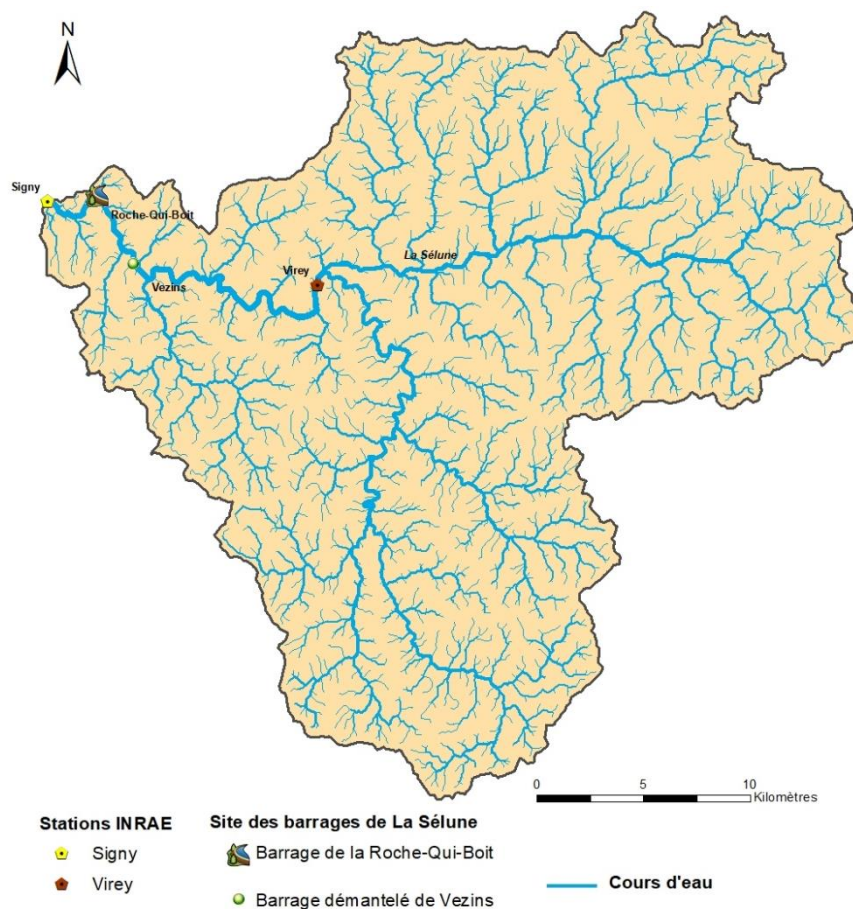 N
Signy
Roche-Qui-Boit
La Sélune
Virey
Vezins
0 5 10
Kilomètres
Stations INRAE
Signy
Virey
Site des barrages de La Sélune
Barrage de la Roche-Qui-Boit
Barrage démantelé de Vezins
Cours d'eau